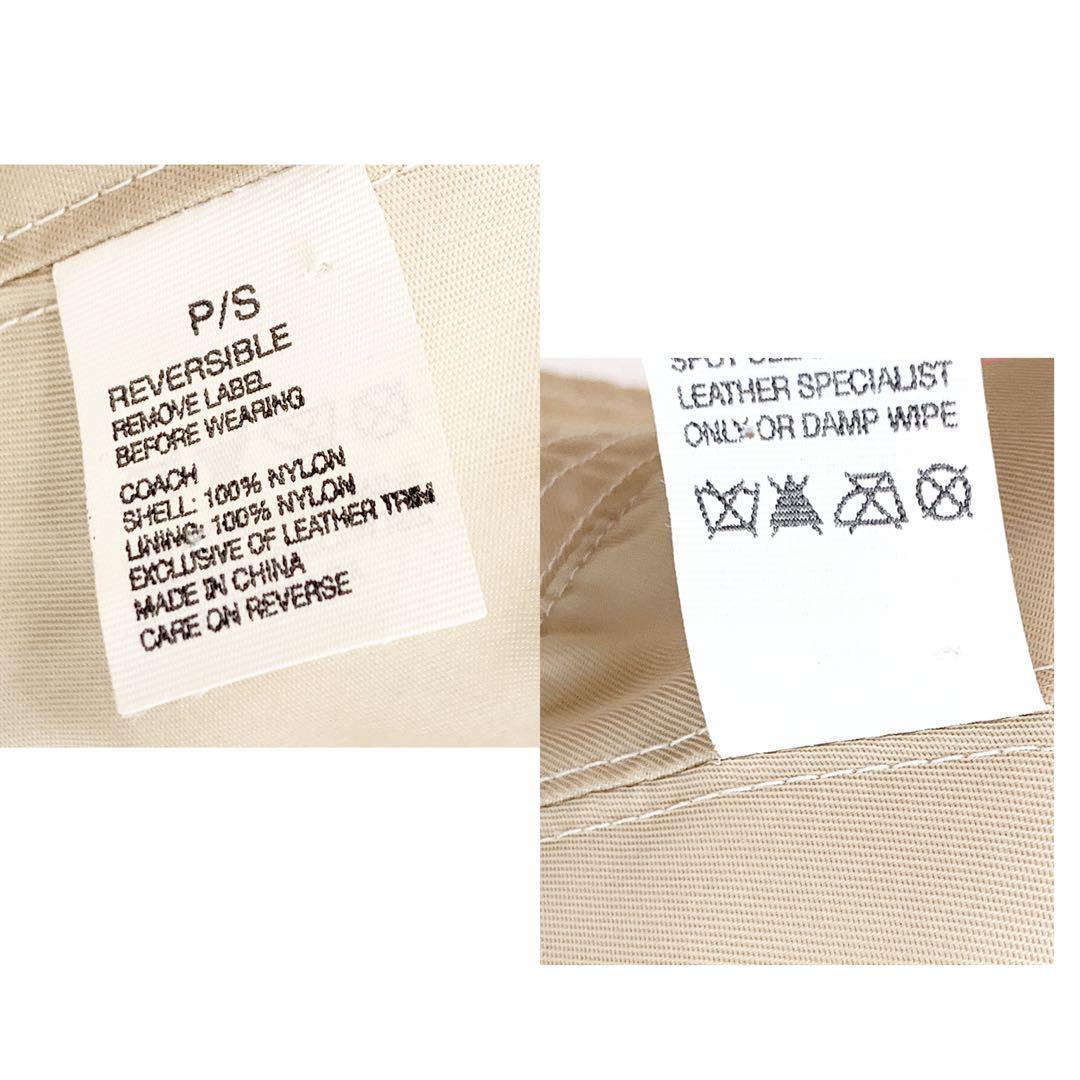 P/S
REVERSIBLE
REMOVE LABEL
BEFORE WEARING
COACH
SHELL: 100% NYLON
LINING: 100% NYLON
EXCLUSIVE OF LEATHER TRIM
MADE IN CHINA
CARE ON REVERSE
SPOT
LEATHER SPECIALIST
ONLY OR DAMP WIPE